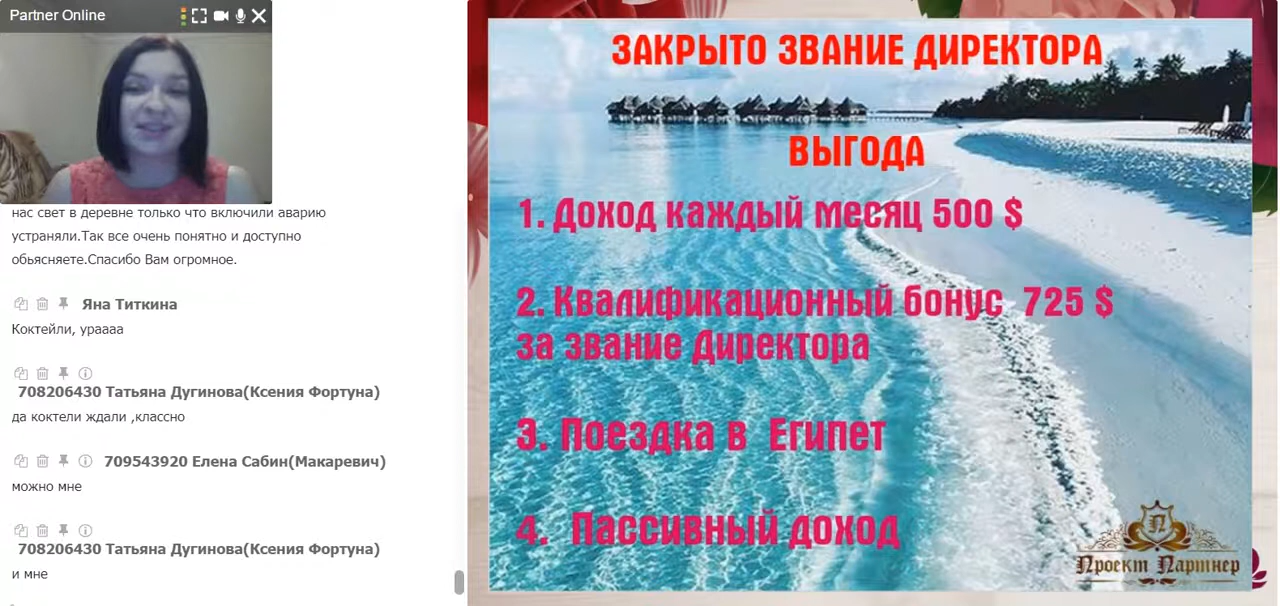 Partner Online
нас свет в деревне только что включили аварию
устраняли.Так все очень понятно и доступно
обьясняете.Спасибо Вам огромное.
Яна Титкина
Коктейли, ураааа
708206430 Татьяна Дугинова(Ксения Фортуна)
да коктели ждали ,классно
709543920 Елена Сабин(Макаревич)
можно мне
708206430 Татьяна Дугинова(Ксения Фортуна)
и мне
ЗАКРЫТО ЗВАНИЕ ДИРЕКТОРА
ВЫГОДА
1. Доход каждый месяц 500 $
2. Квалификационный бонус 725 $
за звание Директора
3. Поездка в Египет
4. Пассивный доход
П
Проект Партнер